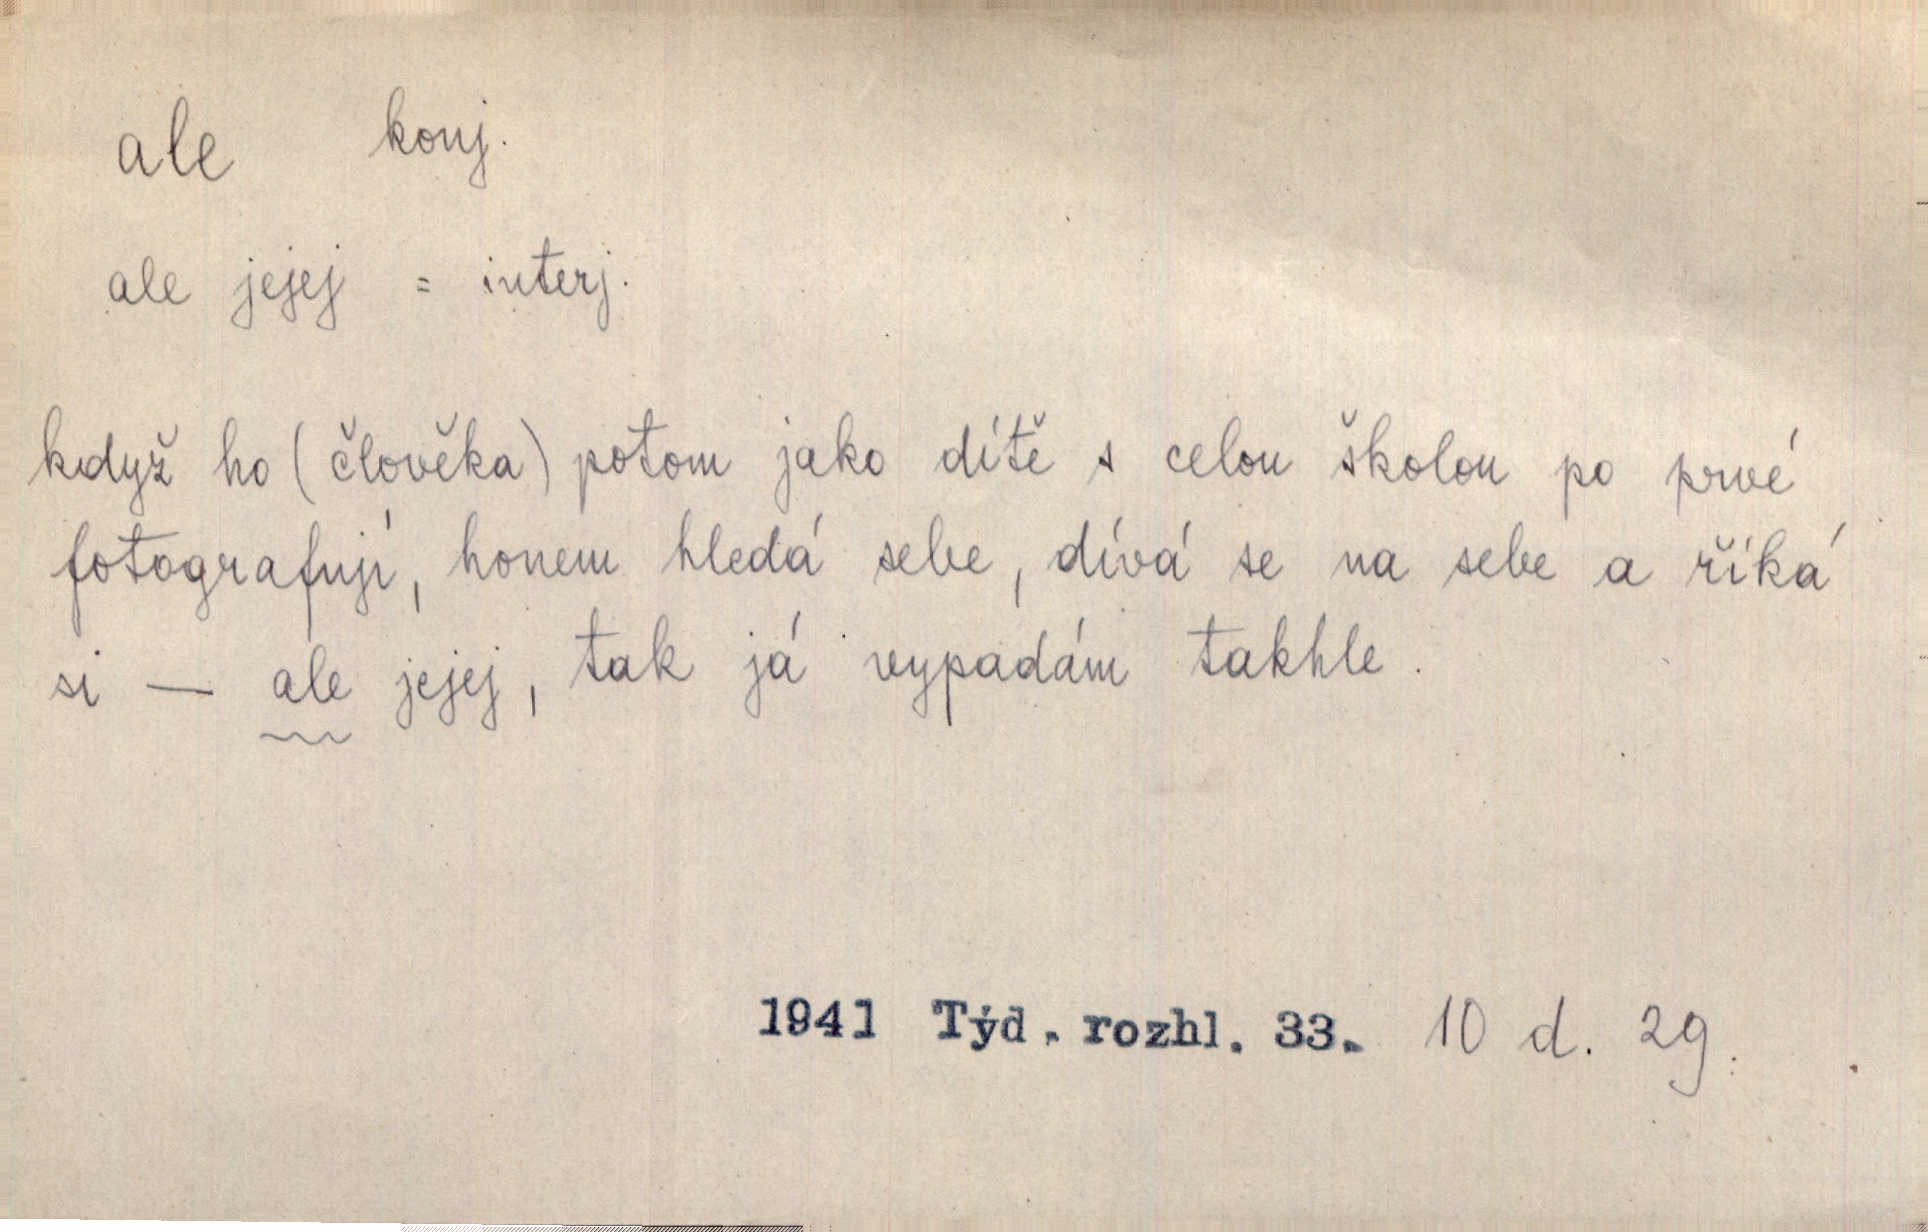 ale konj.
ale jejej = interj.
když ho (člověka) potom jako dítě s celou školou po prvé
fotografují, honem hledá sebe, dívá se na sebe a říká
si — ale jejej, tak já vypadám takhle.
1941 Týd. rozhl. 33. 10 d. 29.